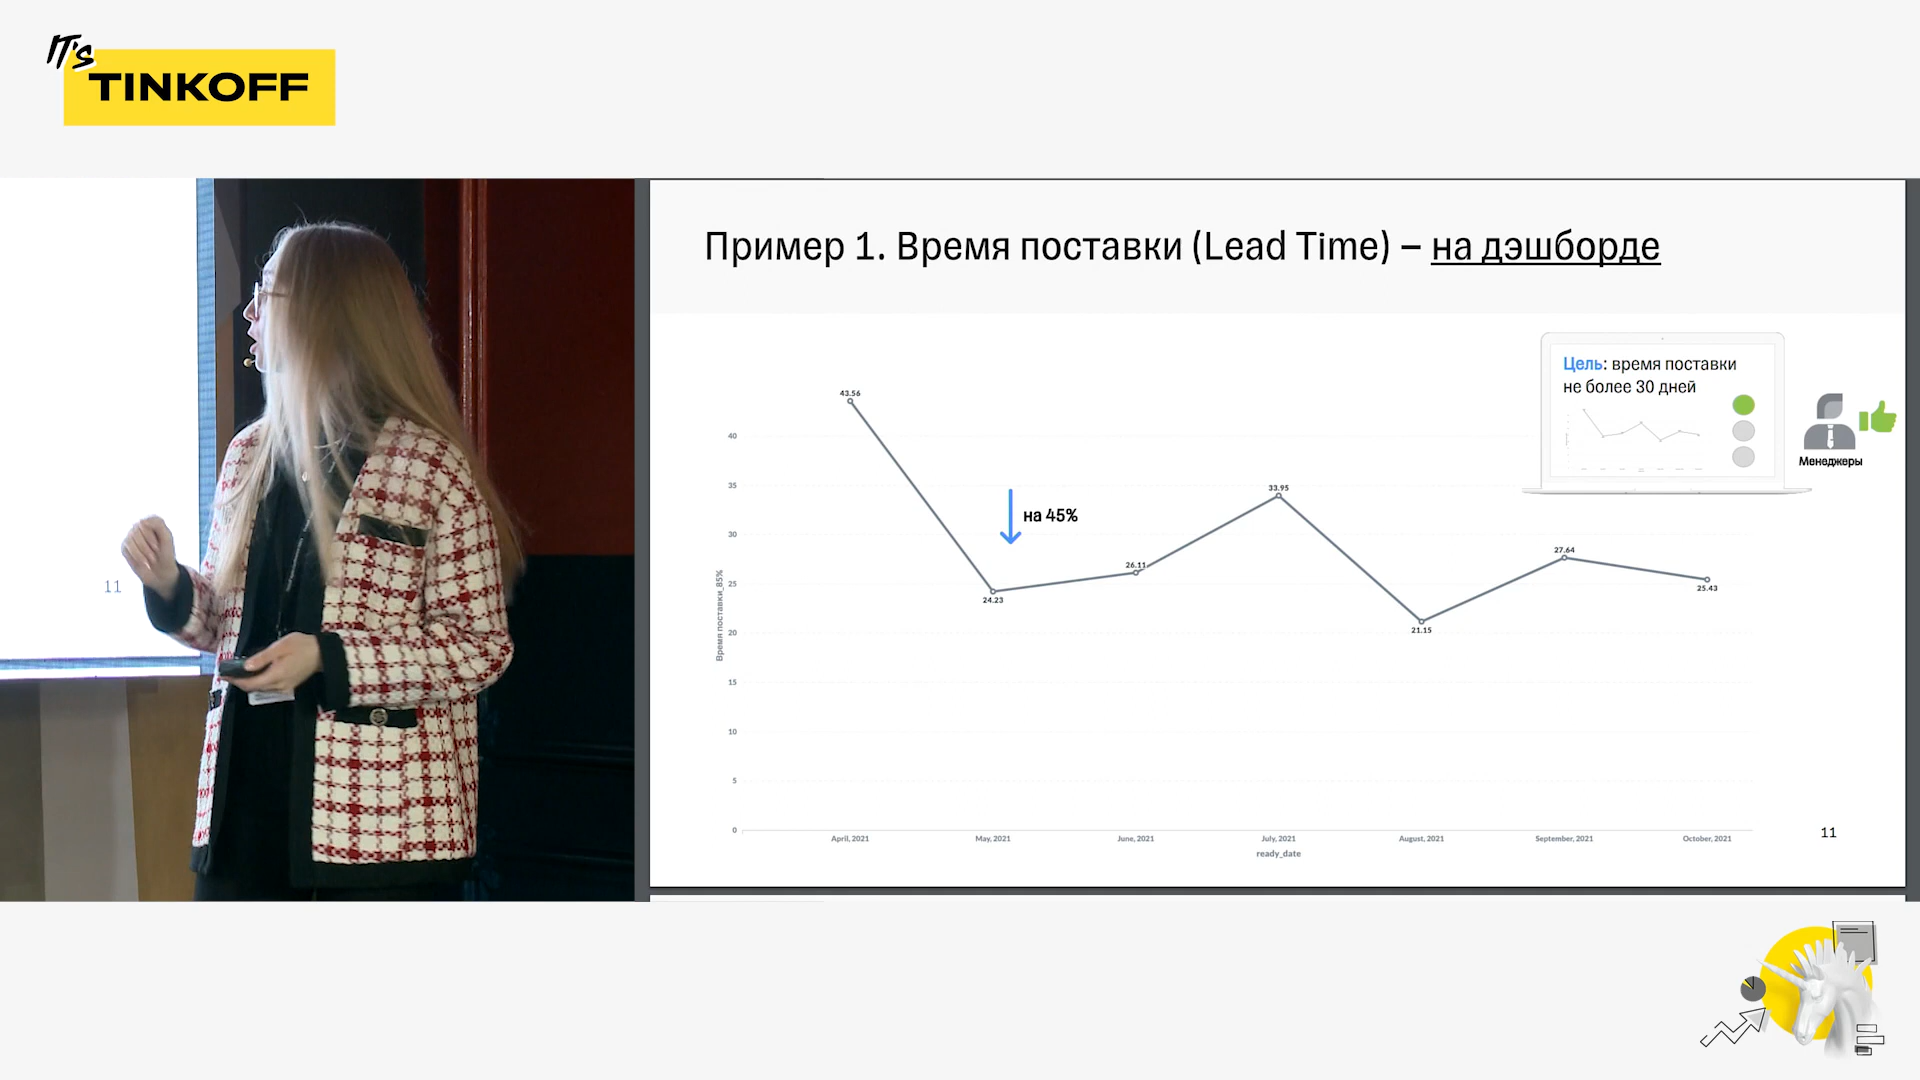 IT's
TINKOFF
11
Пример 1. Время поставки (Lead Time) – на дэшборде
Цель: время поставки
не более 30 дней
Менеджеры
на 45%
43.56
24.23
26.11
33.95
21.15
27.64
25.43
40
35
30
25
20
15
10
5
0
Время поставки_85%
April, 2021
May, 2021
June, 2021
July, 2021
August, 2021
September, 2021
October, 2021
ready_date
11